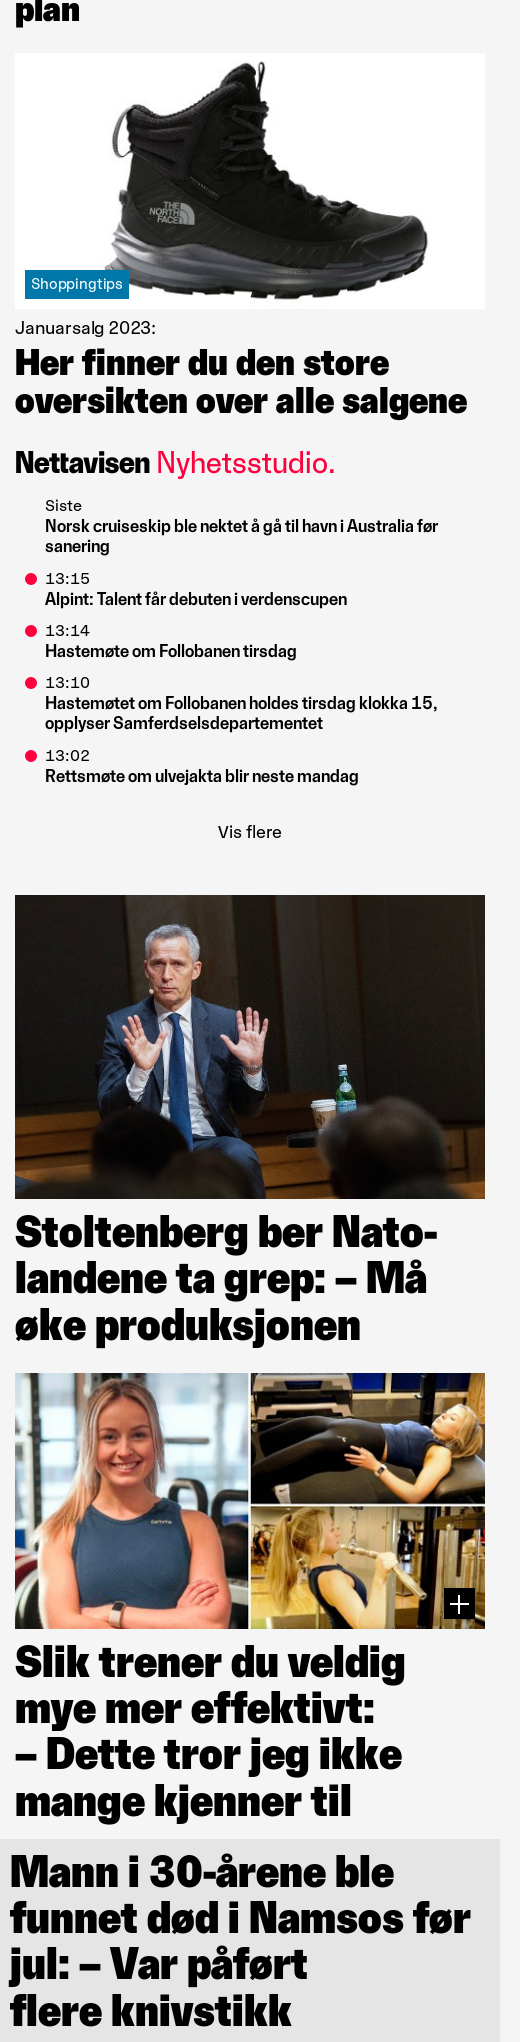 plan
THE
NORTH
FACE
Shoppingtips
Januarsalg 2023:
Her finner du den store
oversikten over alle salgene
Nettavisen Nyhetsstudio.
Siste
Norsk cruiseskip ble nektet å gå til havn i Australia før
sanering
13:15
Alpint: Talent får debuten i verdenscupen
13:14
Hastemøte om Follobanen tirsdag
13:10
Hastemøtet om Follobanen holdes tirsdag klokka 15,
opplyser Samferdselsdepartementet
13:02
Rettsmøte om ulvejakta blir neste mandag
Vis flere
Stoltenberg ber Nato-
landene ta grep: – Må
øke produksjonen
Slik trener du veldig
mye mer effektivt:
– Dette tror jeg ikke
mange kjenner til
Mann i 30-årene ble
funnet død i Namsos før
jul: – Var påført
flere knivstikk